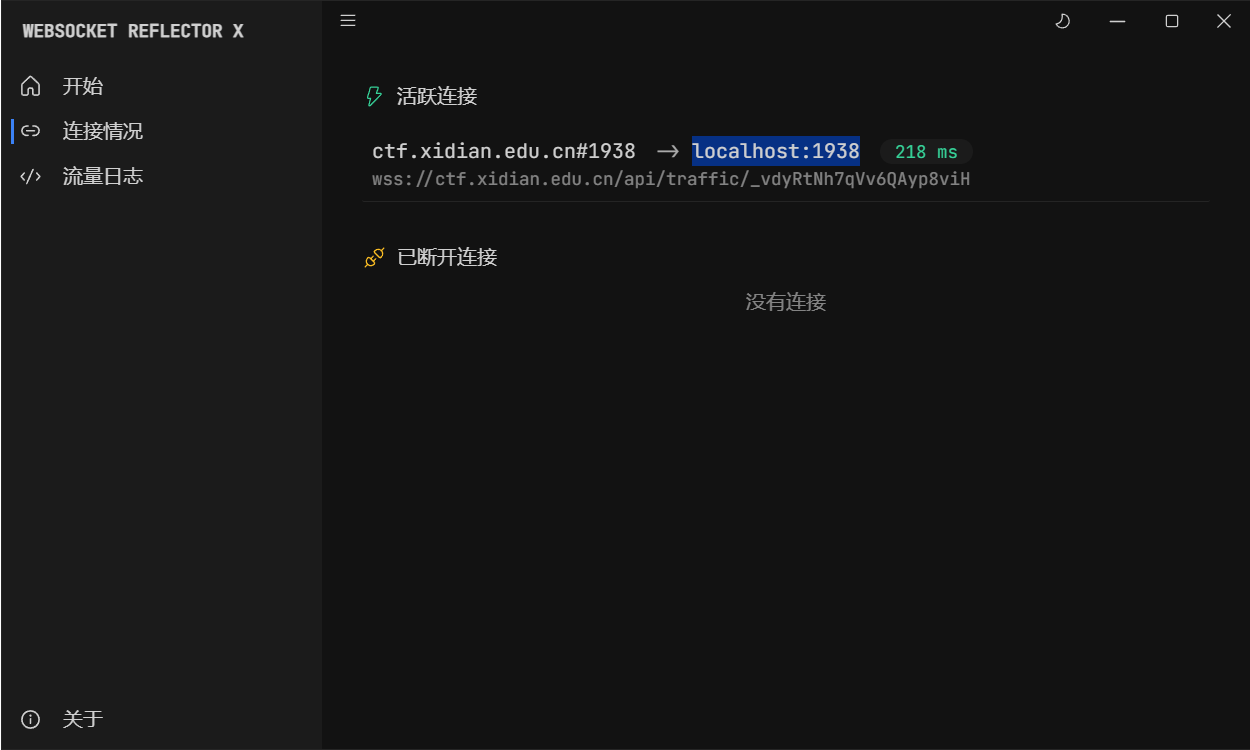 WEBSOCKET REFLECTOR X
开始
连接情况
流量日志
关于
活跃连接
ctf.xidian.edu.cn#1938 → localhost:1938 218 ms
wss://ctf.xidian.edu.cn/api/traffic/_vdyRtNh7qVv6QAyp8viH
已断开连接
没有连接